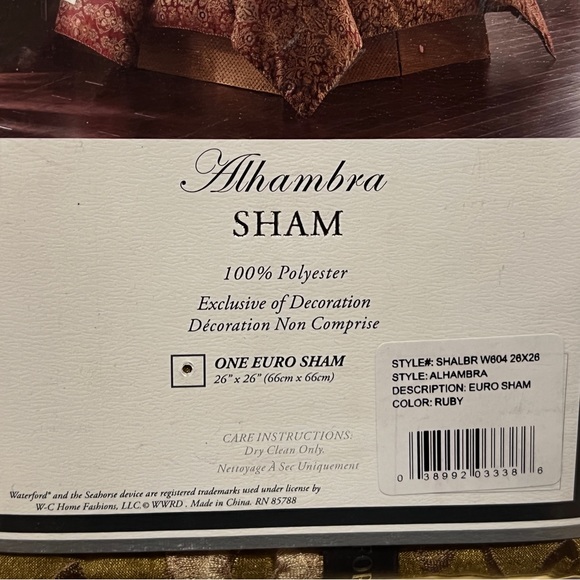 Alhambra
SHAM
100% Polyester
Exclusive of Decoration
Décoration Non Comprise
ONE EURO SHAM
26" x 26" (66cm x 66cm)
CARE INSTRUCTIONS:
Dry Clean Only.
Nettoyage À Sec Uniquement
Waterford® and the Seahorse device are registered trademarks used under license by
W-C Home Fashions, LLC.© WWRD . Made in China. RN 85788
STYLE#: SHALBR W604 26X26
STYLE: ALHAMBRA
DESCRIPTION: EURO SHAM
COLOR: RUBY
0 38992 03338 6